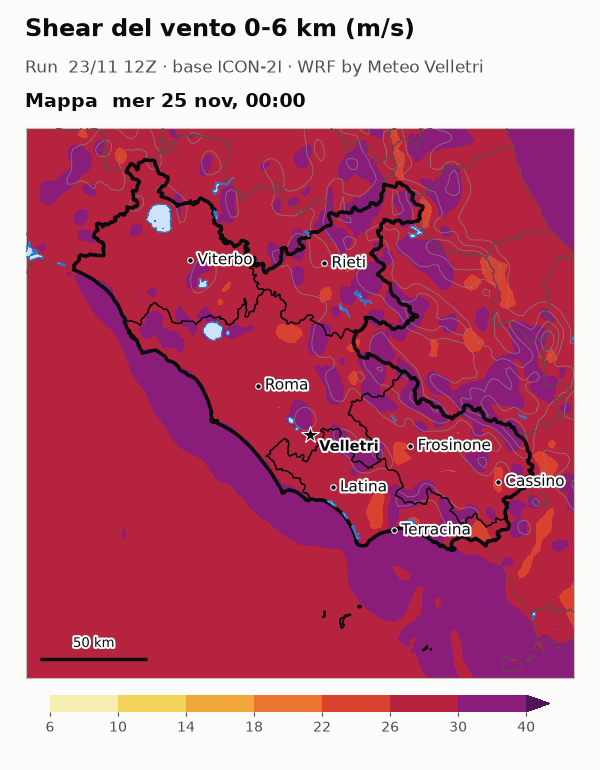 Shear del vento 0-6 km (m/s)
Run  23/11 12Z · base ICON-2I · WRF by Meteo Velletri
Mappa  mer 25 nov, 00:00
Viterbo
Rieti
Roma
Velletri
Frosinone
Latina
Cassino
Terracina
50 km
6 10 14 18 22 26 30 40